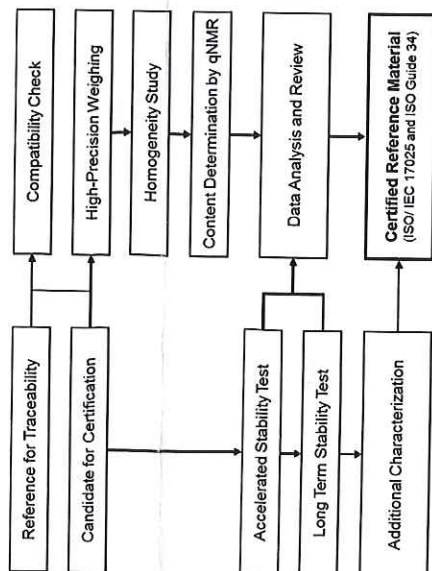 Reference for Traceability
Compatibility Check
Candidate for Certification
High-Precision Weighing
Homogeneity Study
Content Determination by qNMR
Accelerated Stability Test
Data Analysis and Review
Long Term Stability Test
Additional Characterization
Certified Reference Material
(ISO/ IEC 17025 and ISO Guide 34)